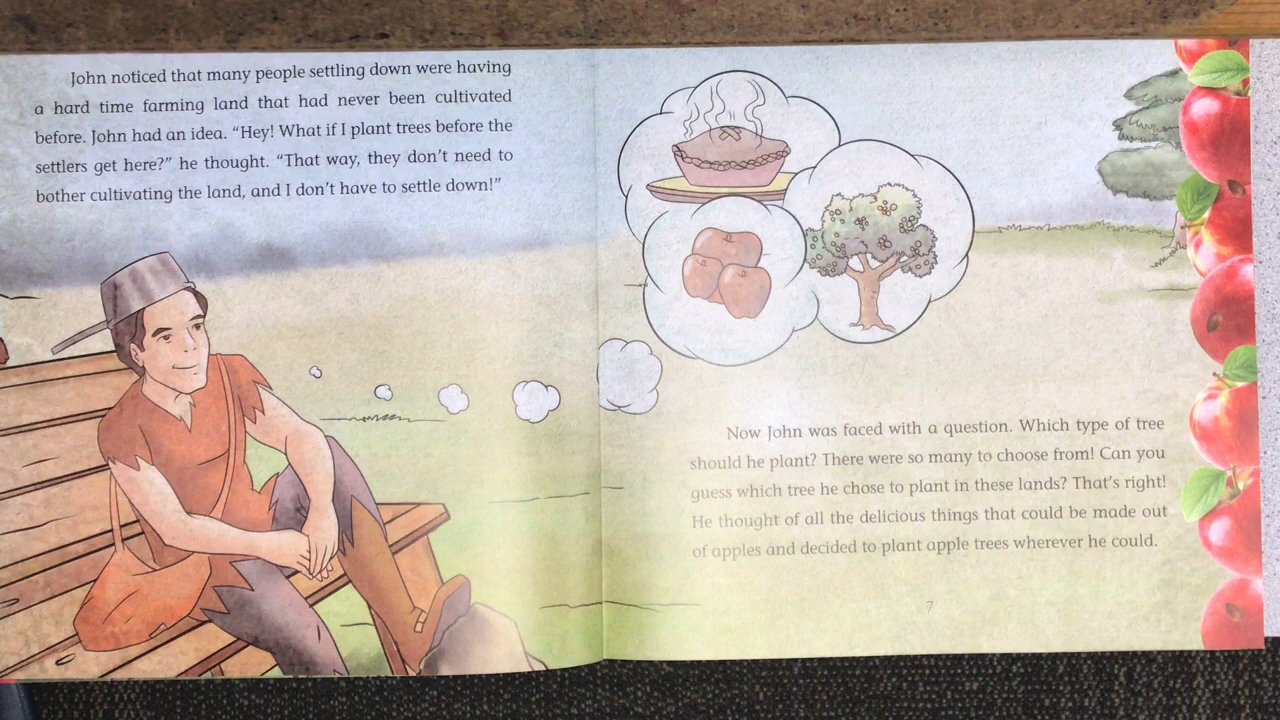 John noticed that many people settling down were having
a hard time farming land that had never been cultivated
before. John had an idea. “Hey! What if I plant trees before the
settlers get here?” he thought. “That way, they don’t need to
bother cultivating the land, and I don’t have to settle down!”
Now John was faced with a question. Which type of tree
should he plant? There were so many to choose from! Can you
guess which tree he chose to plant in these lands? That’s right!
He thought of all the delicious things that could be made out
of apples and decided to plant apple trees wherever he could.
7